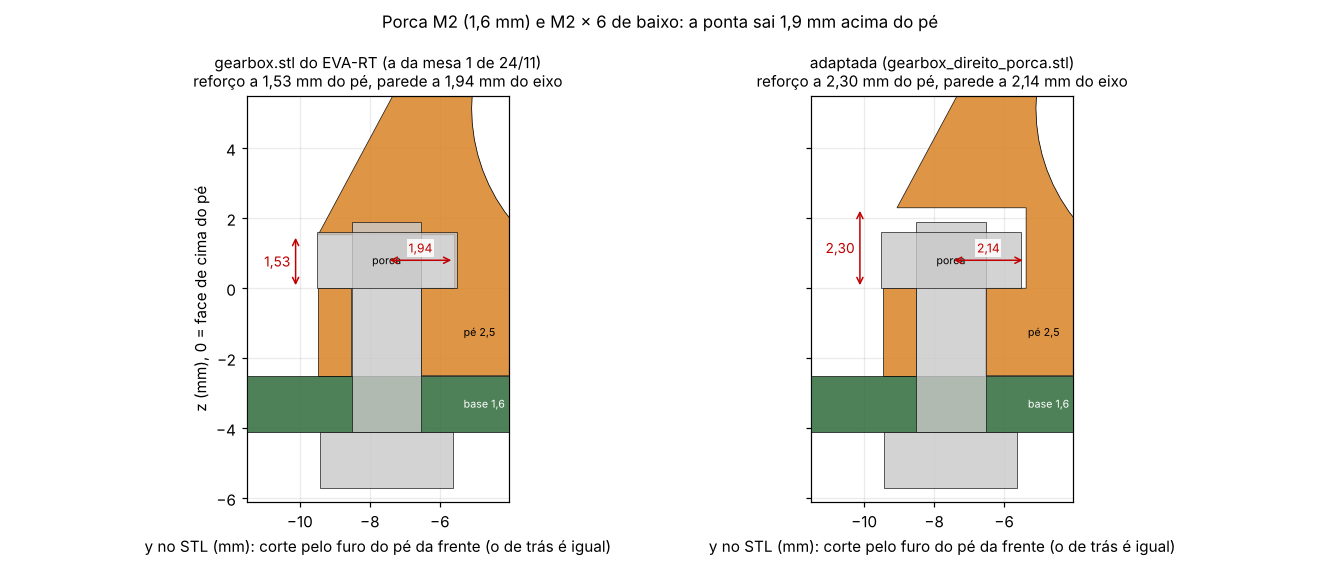 Porca M2 (1,6 mm) e M2 × 6 de baixo: a ponta sai 1,9 mm acima do pé
gearbox.stl do EVA-RT (a da mesa 1 de 24/11)
reforço a 1,53 mm do pé, parede a 1,94 mm do eixo
z (mm), 0 = face de cima do pé
4
2
0
−2
−4
−6
1,53
1,94
porca
pé 2,5
base 1,6
−10
−8
−6
y no STL (mm): corte pelo furo do pé da frente (o de trás é igual)
adaptada (gearbox_direito_porca.stl)
reforço a 2,30 mm do pé, parede a 2,14 mm do eixo
2,30
2,14
porca
pé 2,5
base 1,6
−10
−8
−6
y no STL (mm): corte pelo furo do pé da frente (o de trás é igual)